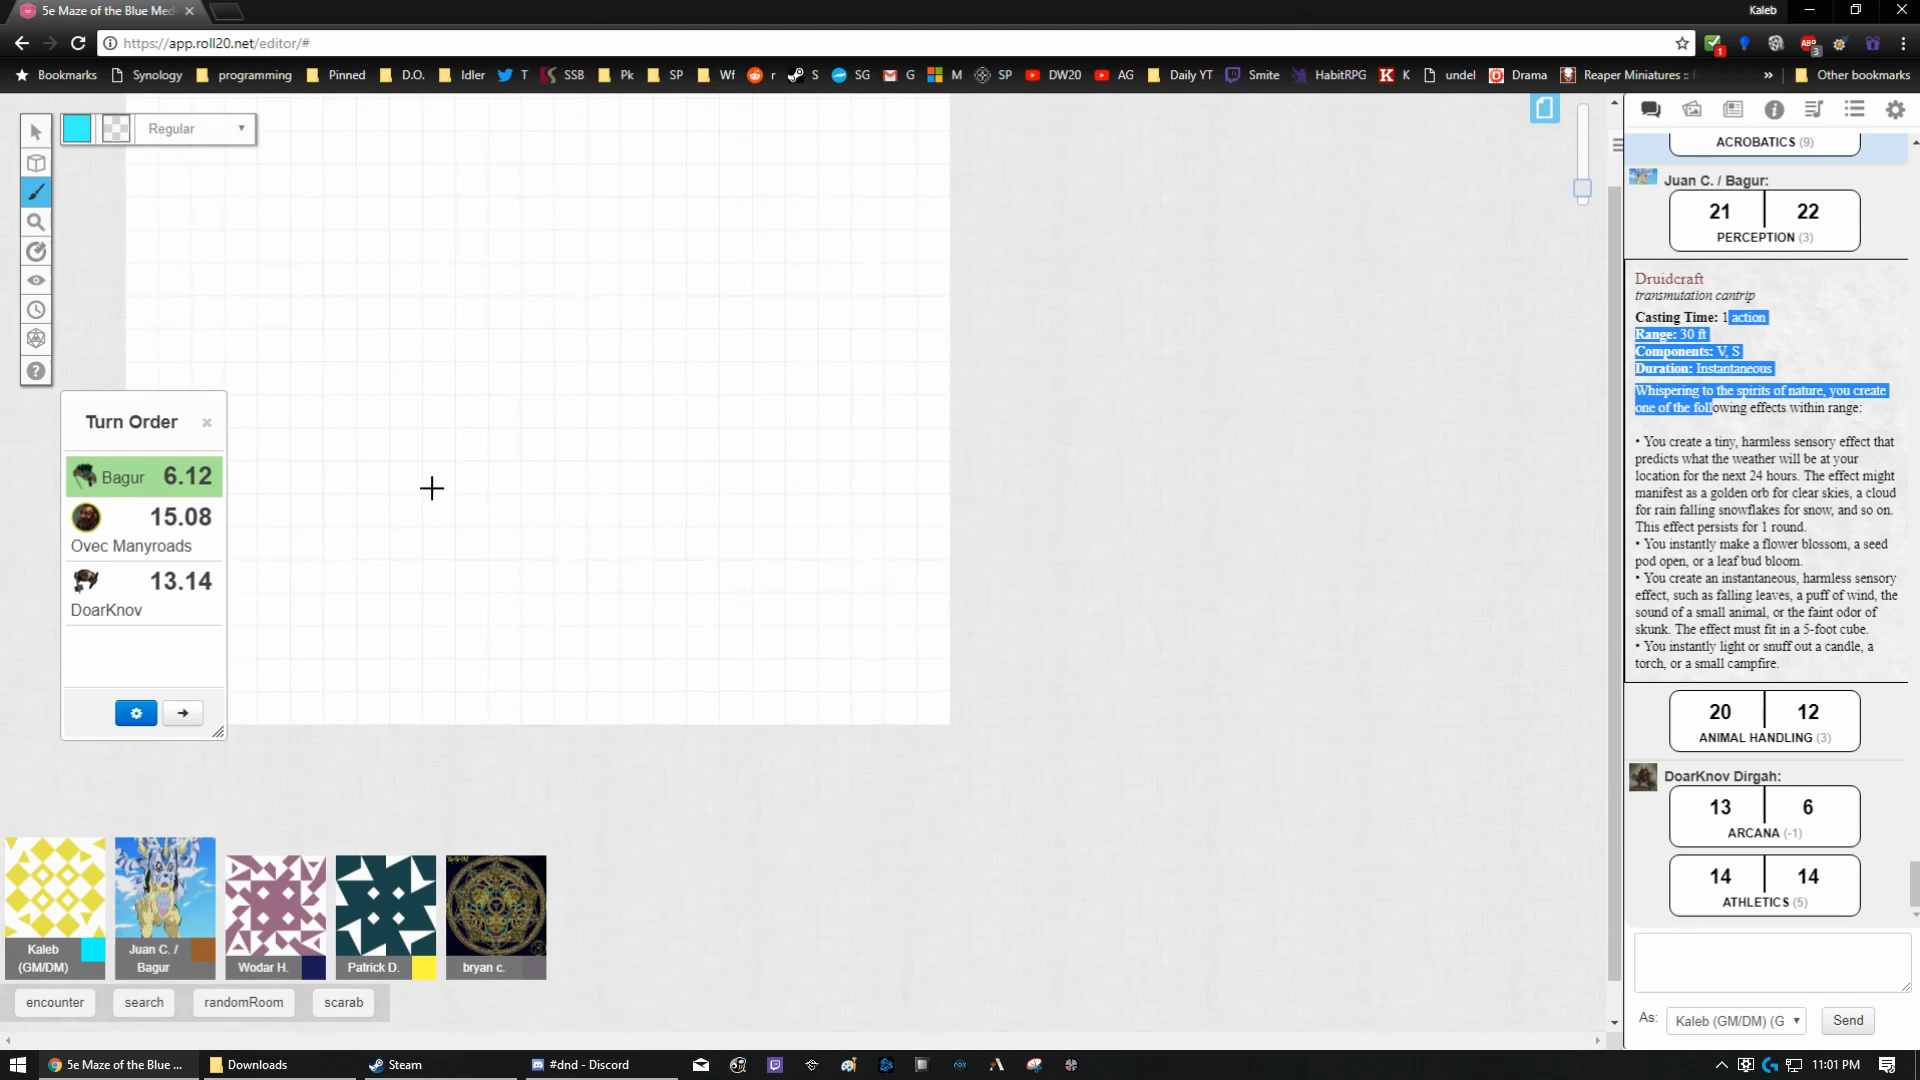 5e Maze of the Blue Med
Kaleb
https://app.roll20.net/editor/#
Bookmarks
Synology
programming
Pinned
D.O.
Idler
T
SSB
Pk
SP
Wf
r
S
SG
G
M
SP
DW20
AG
Daily YT
Smite
HabitRPG
K
undel
Drama
Reaper Miniatures ::
»
Other bookmarks
Regular
Turn Order
Bagur 6.12
15.08
Ovec Manyroads
13.14
DoarKnov
Kaleb
(GM/DM)
Juan C. /
Bagur
Wodar H.
Patrick D.
bryan c.
encounter
search
randomRoom
scarab
ACROBATICS (9)
Juan C. / Bagur:
21 22
PERCEPTION (3)
Druidcraft
transmutation cantrip
Casting Time: 1 action
Range: 30 ft
Components: V, S
Duration: Instantaneous
Whispering to the spirits of nature, you create
one of the following effects within range:
• You create a tiny, harmless sensory effect that
predicts what the weather will be at your
location for the next 24 hours. The effect might
manifest as a golden orb for clear skies, a cloud
for rain falling snowflakes for snow, and so on.
This effect persists for 1 round.
• You instantly make a flower blossom, a seed
pod open, or a leaf bud bloom.
• You create an instantaneous, harmless sensory
effect, such as falling leaves, a puff of wind, the
sound of a small animal, or the faint odor of
skunk. The effect must fit in a 5-foot cube.
• You instantly light or snuff out a candle, a
torch, or a small campfire.
20 12
ANIMAL HANDLING (3)
DoarKnov Dirgah:
13 6
ARCANA (-1)
14 14
ATHLETICS (5)
As: Kaleb (GM/DM) (G
Send
5e Maze of the Blue ...
Downloads
Steam
#dnd - Discord
11:01 PM